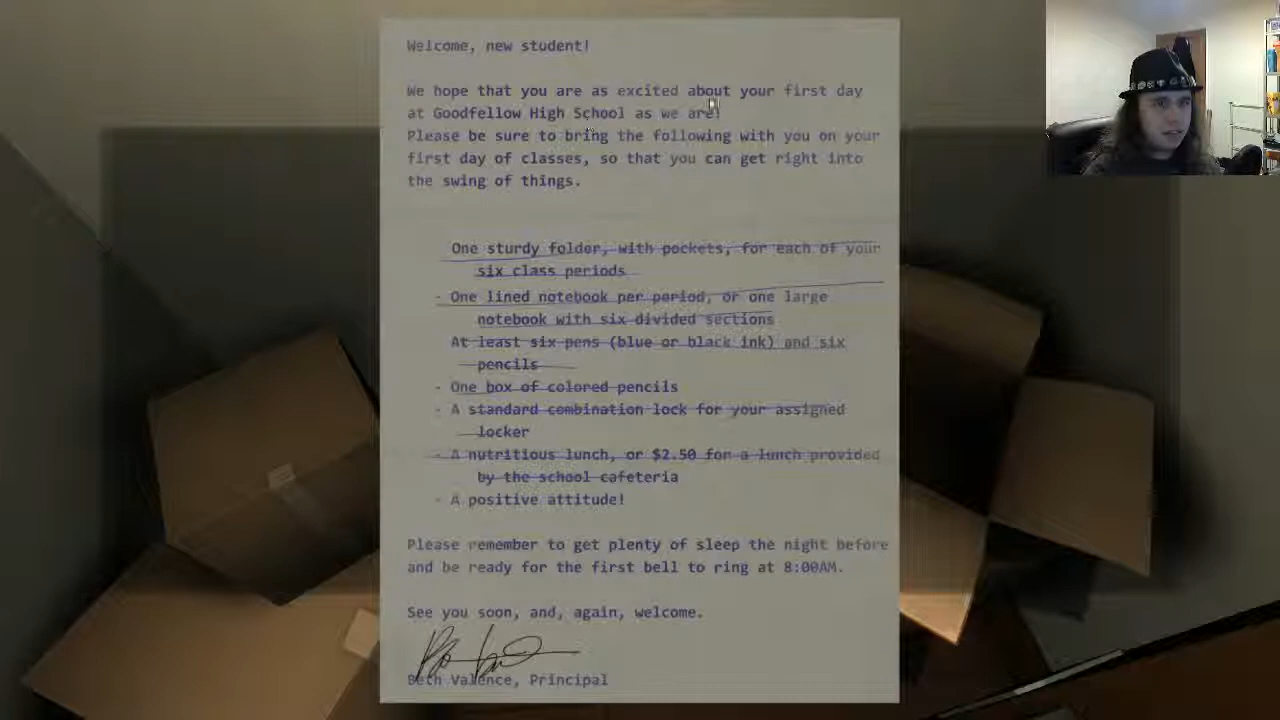 Welcome, new student!
We hope that you are as excited about your first day
at Goodfellow High School as we are!
Please be sure to bring the following with you on your
first day of classes, so that you can get right into
the swing of things.
One sturdy folder, with pockets, for each of your
six class periods
- One lined notebook per period, or one large
notebook with six divided sections
At least six pens (blue or black ink) and six
pencils
- One box of colored pencils
- A standard combination lock for your assigned
locker
- A nutritious lunch, or $2.50 for a lunch provided
by the school cafeteria
- A positive attitude!
Please remember to get plenty of sleep the night before
and be ready for the first bell to ring at 8:00AM.
See you soon, and, again, welcome.
Beth Valence, Principal